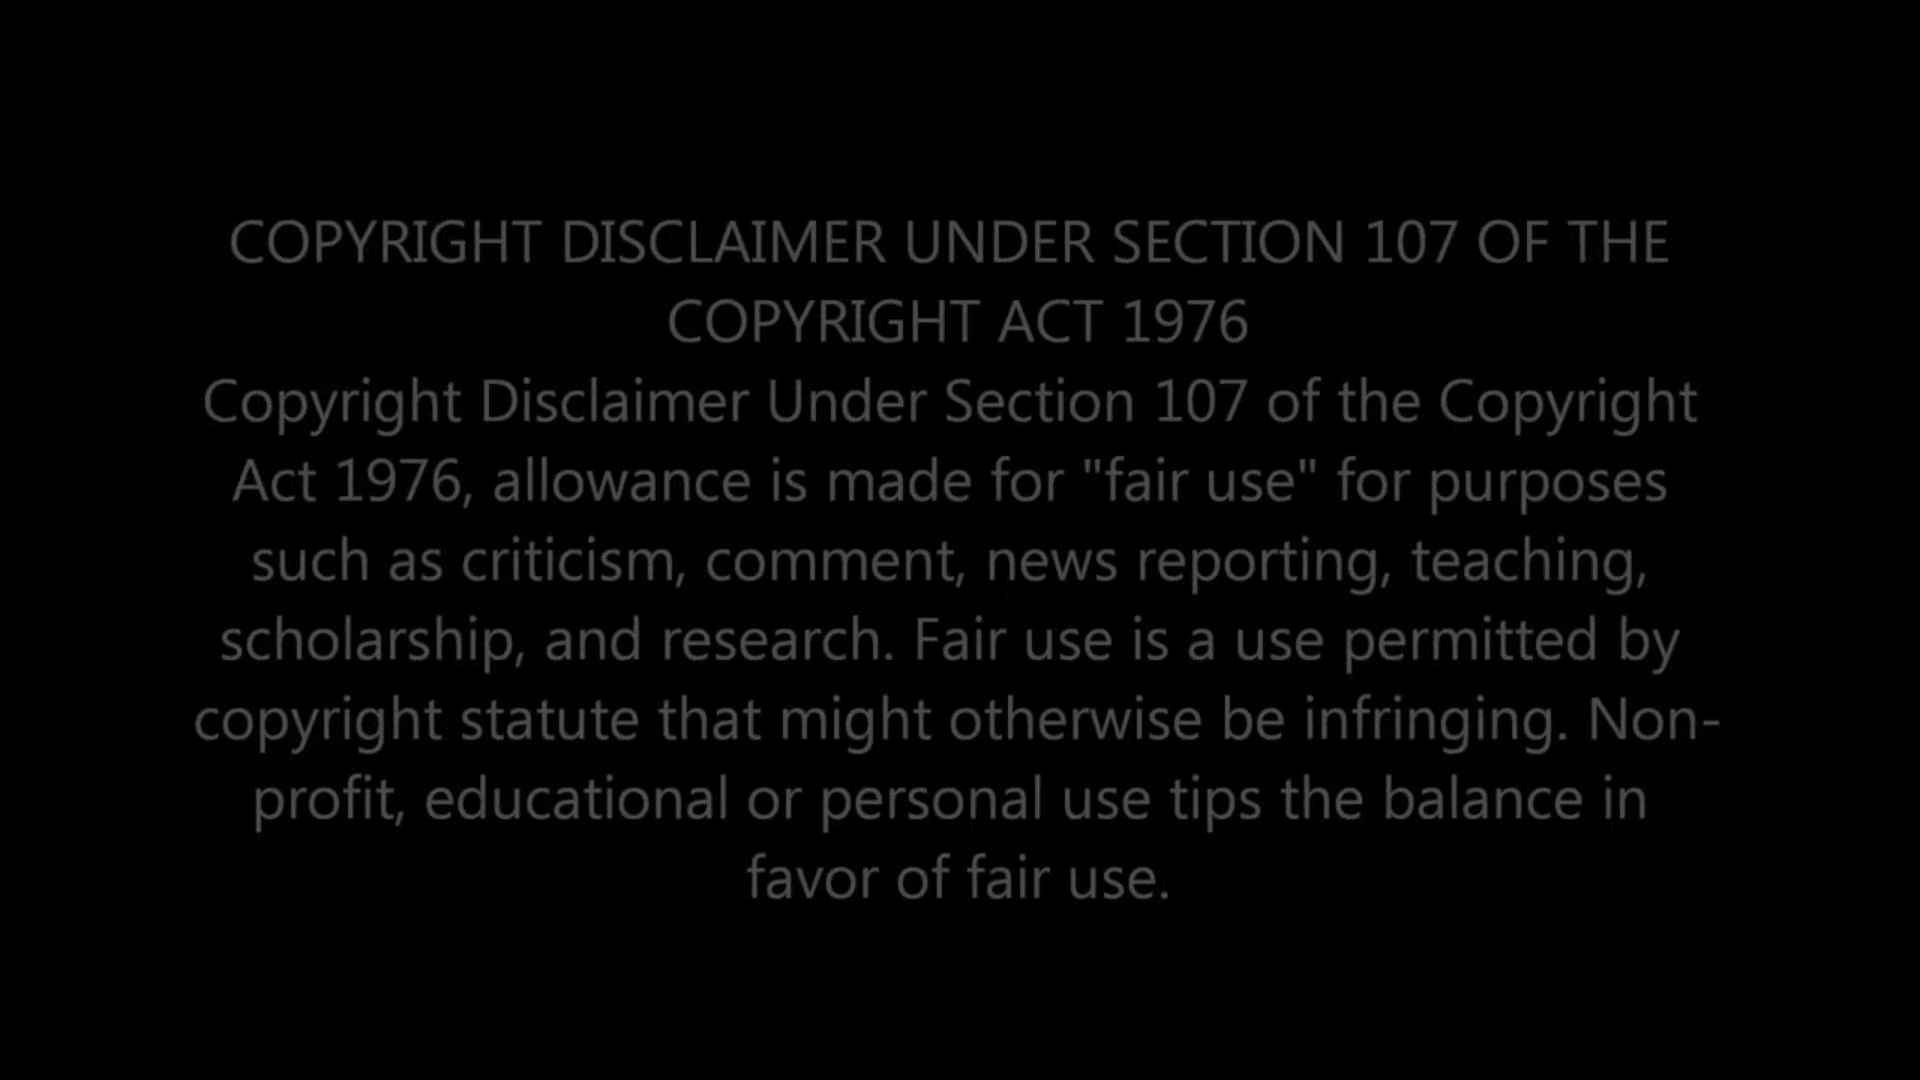 COPYRIGHT DISCLAIMER UNDER SECTION 107 OF THE
COPYRIGHT ACT 1976
Copyright Disclaimer Under Section 107 of the Copyright
Act 1976, allowance is made for "fair use" for purposes
such as criticism, comment, news reporting, teaching,
scholarship, and research. Fair use is a use permitted by
copyright statute that might otherwise be infringing. Non-
profit, educational or personal use tips the balance in
favor of fair use.